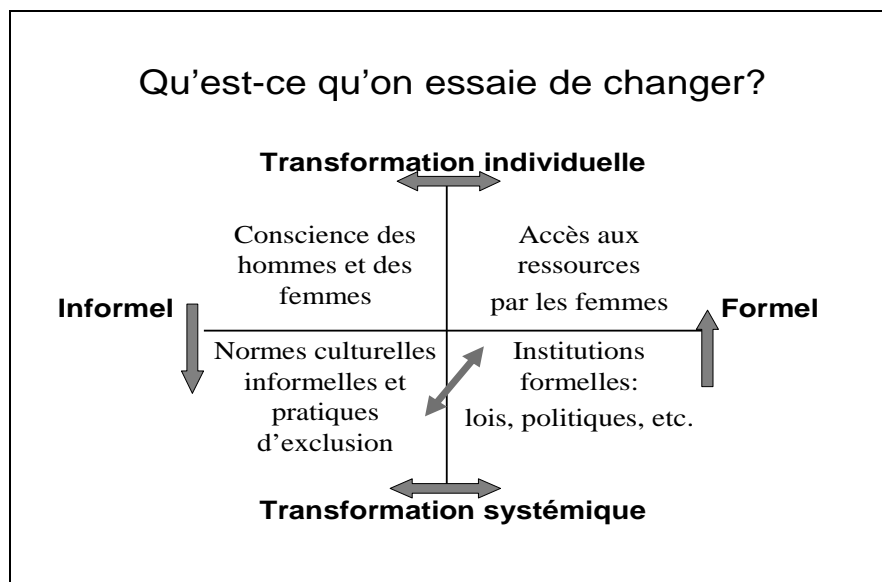 Qu'est-ce qu'on essaie de changer?
Transformation individuelle
Conscience des
hommes et des
femmes
Accès aux
ressources
par les femmes
Informel
Formel
Normes culturelles
informelles et
pratiques
d'exclusion
Institutions
formelles:
lois, politiques, etc.
Transformation systémique